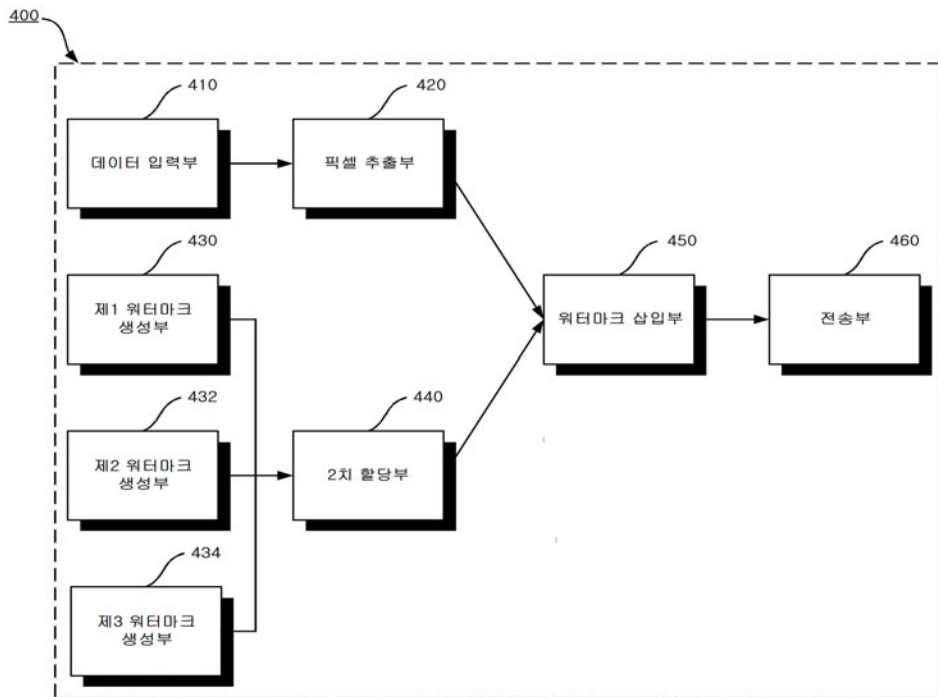 400
410
420
데이터 입력부
픽셀 추출부
430
450
460
제1 워터마크
생성부
워터마크 삽입부
전송부
432
440
제2 워터마크
생성부
2치 할당부
434
제3 워터마크
생성부